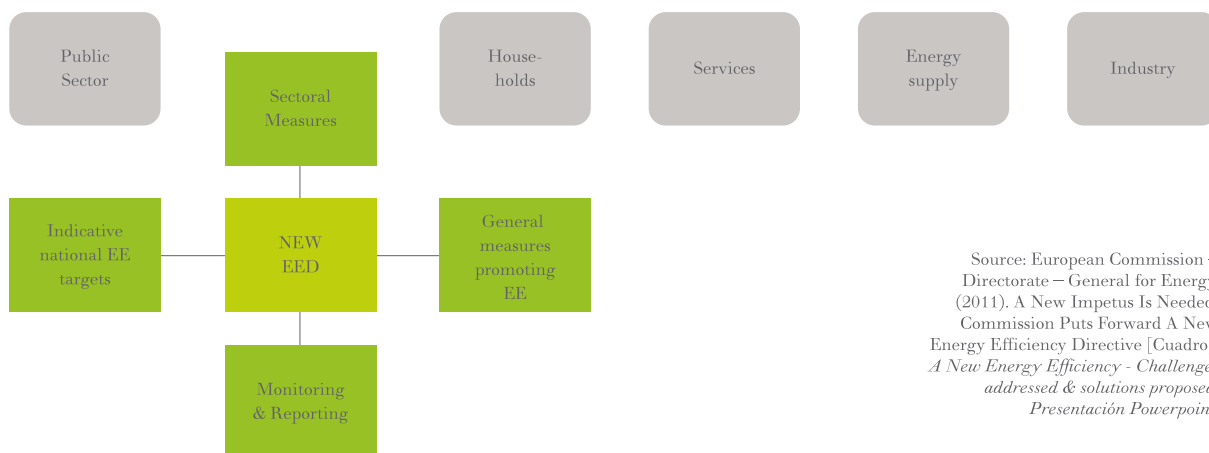 Public
Sector
House-
holds
Services
Energy
supply
Industry
Sectoral
Measures
Indicative
national EE
targets
NEW
EED
General
measures
promoting
EE
Monitoring
& Reporting
Source: European Commission -
Directorate – General for Energy
(2011). A New Impetus Is Needed
Commission Puts Forward A New
Energy Efficiency Directive [Cuadro
A New Energy Efficiency - Challenge
addressed & solutions proposed
Presentación Powerpoin